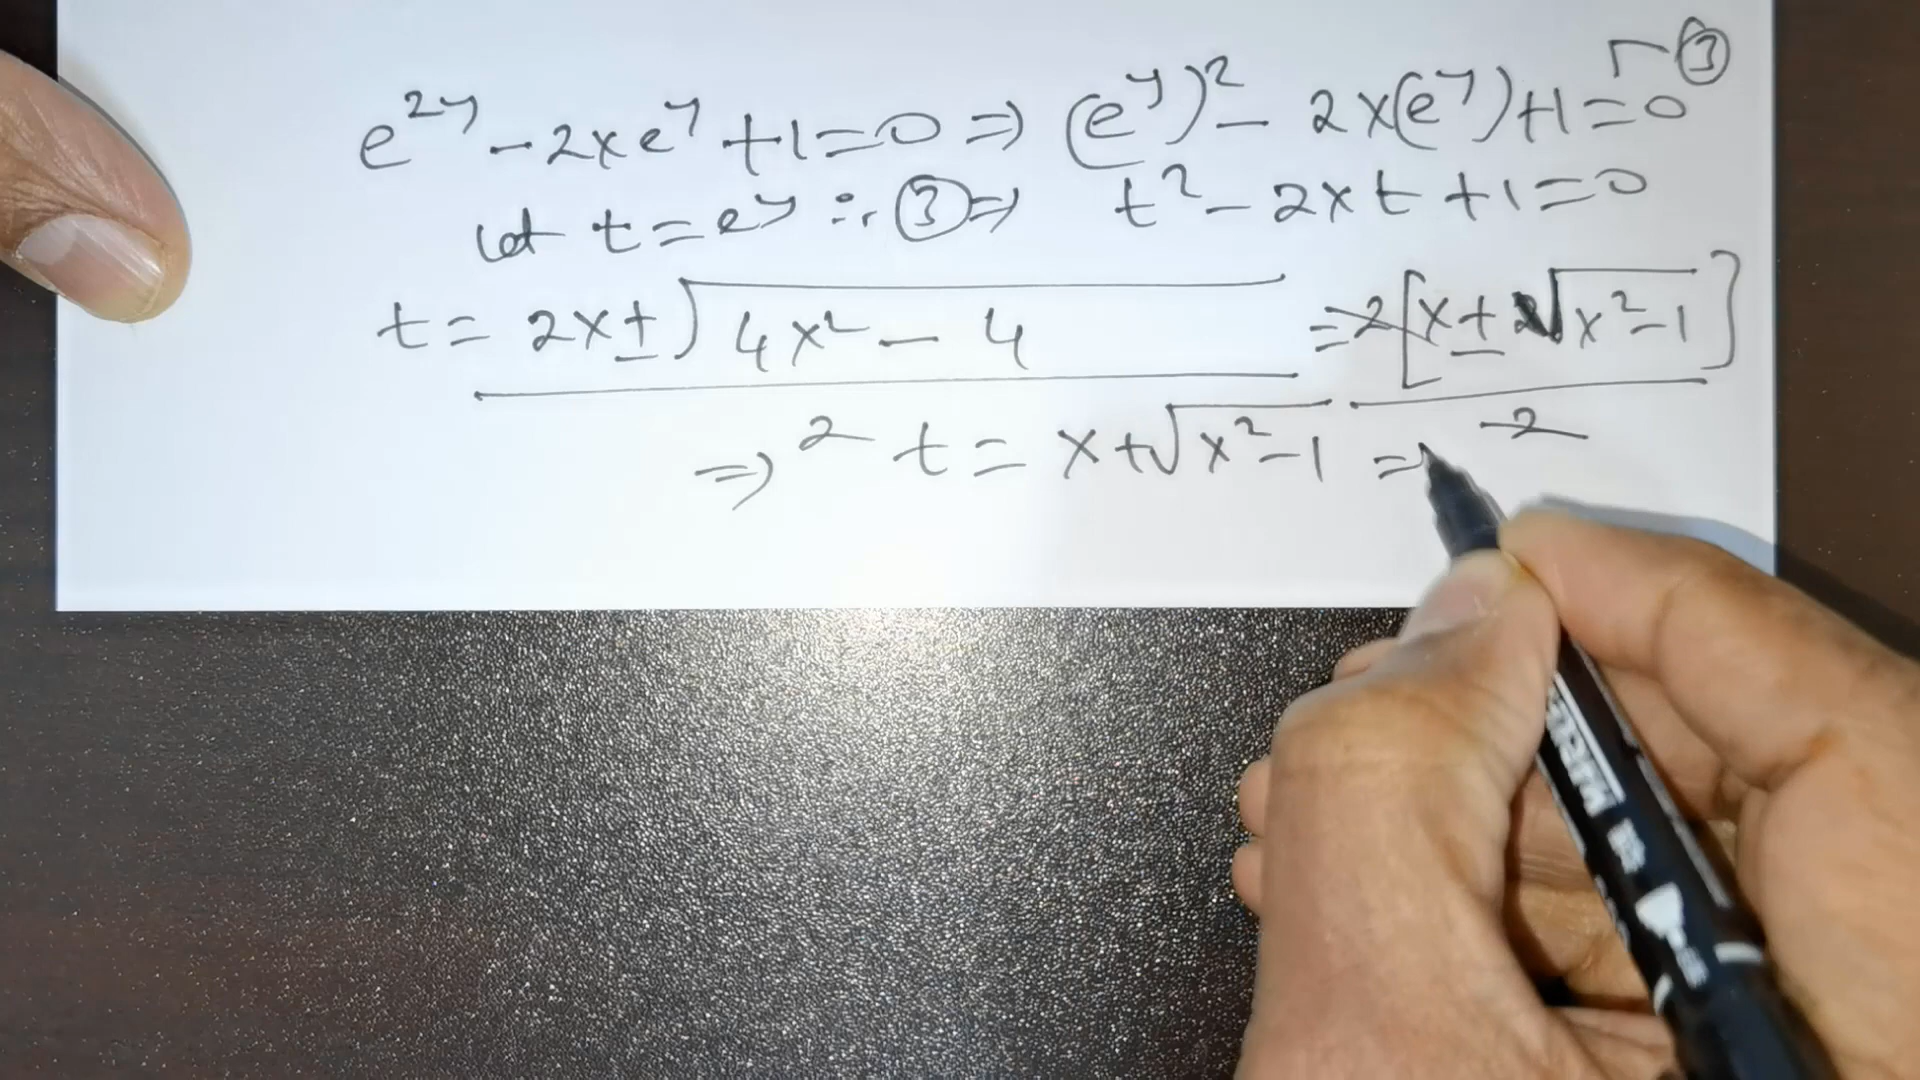 ③
e^{2y} - 2xe^y + 1 = 0 ⇒ (e^y)^2 - 2x(e^y) + 1 = 0
let t = e^y ∴ ③ ⇒ t^2 - 2xt + 1 = 0
t = 2x ± √(4x^2 - 4) = 2[x ± √(x^2 - 1)]
2 2
⇒ t = x + √(x^2 - 1) ⇒